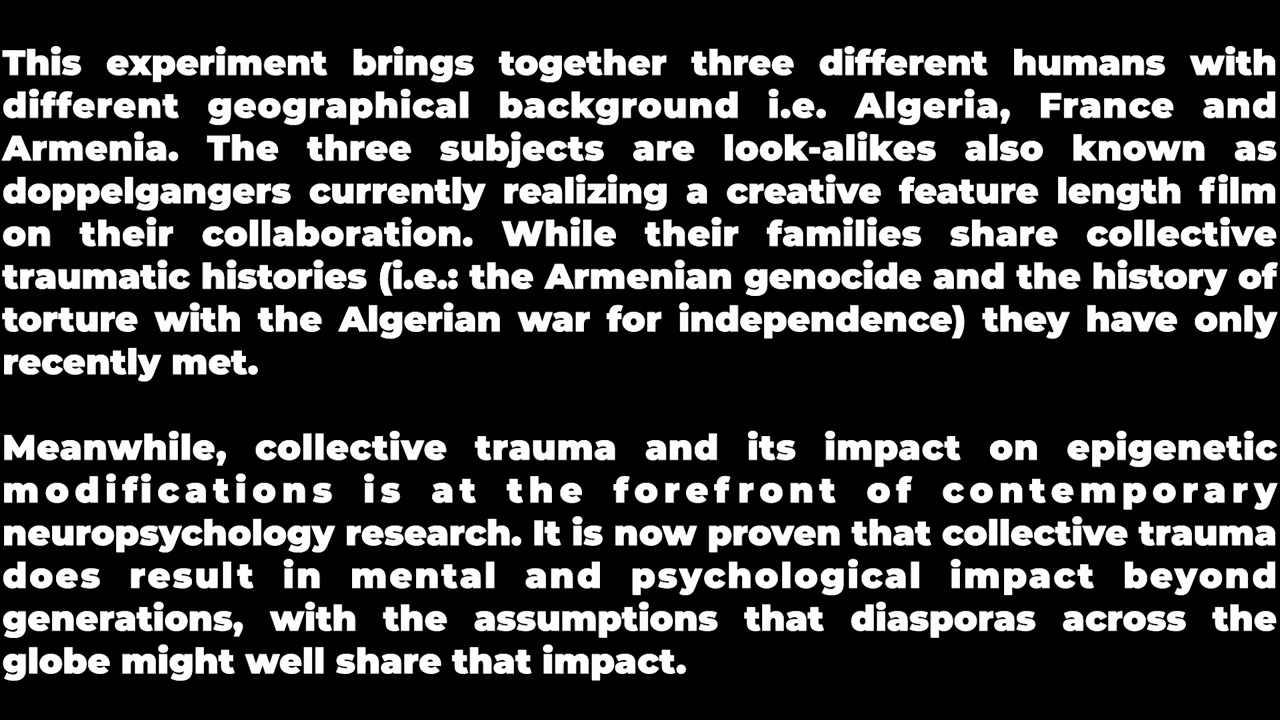 This experiment brings together three different humans with
different geographical background i.e. Algeria, France and
Armenia. The three subjects are look-alikes also known as
doppelgangers currently realizing a creative feature length film
on their collaboration. While their families share collective
traumatic histories (i.e.: the Armenian genocide and the history of
torture with the Algerian war for independence) they have only
recently met.
Meanwhile, collective trauma and its impact on epigenetic
modifications is at the forefront of contemporary
neuropsychology research. It is now proven that collective trauma
does result in mental and psychological impact beyond
generations, with the assumptions that diasporas across the
globe might well share that impact.